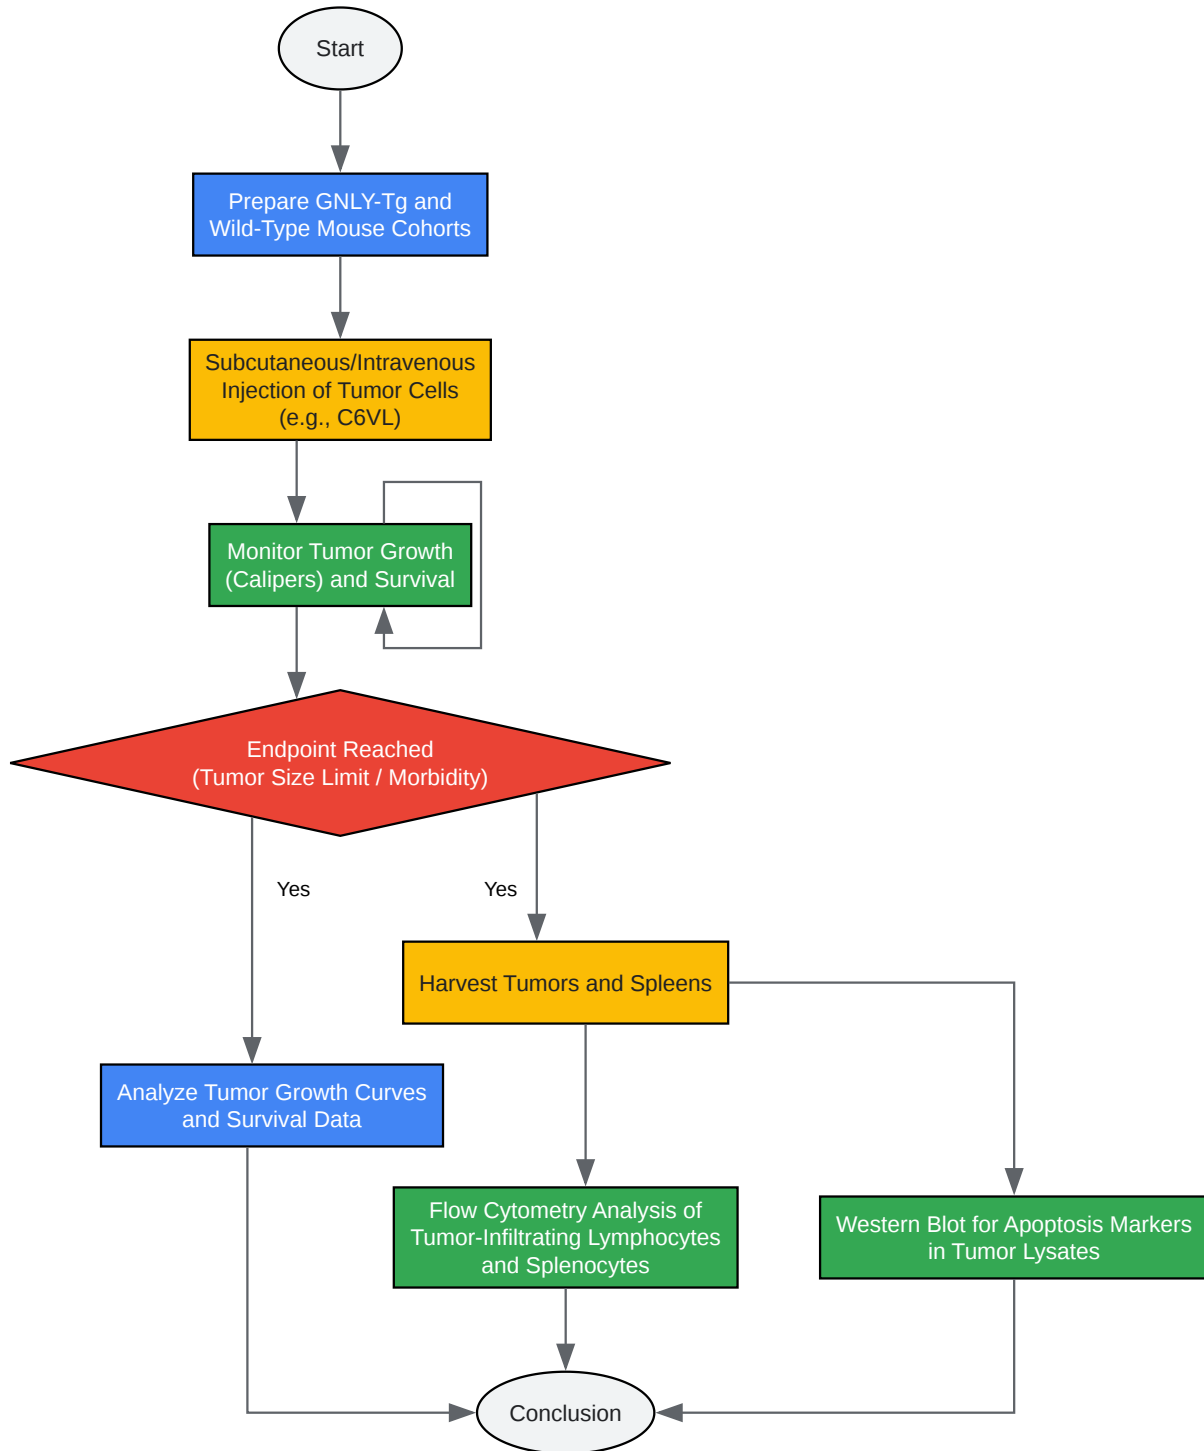 Start
Prepare GNLY-Tg and
Wild-Type Mouse Cohorts
Subcutaneous/Intravenous
Injection of Tumor Cells
(e.g., C6VL)
Monitor Tumor Growth
(Calipers) and Survival
Endpoint Reached
(Tumor Size Limit / Morbidity)
Yes
Yes
Harvest Tumors and Spleens
Analyze Tumor Growth Curves
and Survival Data
Flow Cytometry Analysis of
Tumor-Infiltrating Lymphocytes
and Splenocytes
Western Blot for Apoptosis Markers
in Tumor Lysates
Conclusion